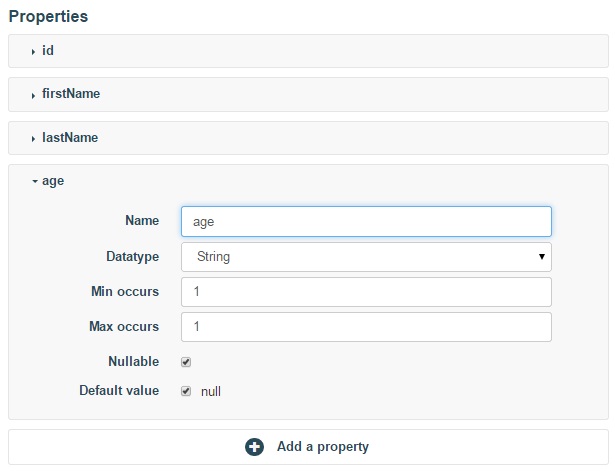 Properties
id
firstName
lastName
age
Name age
Datatype String
Min occurs 1
Max occurs 1
Nullable
Default value null
Add a property